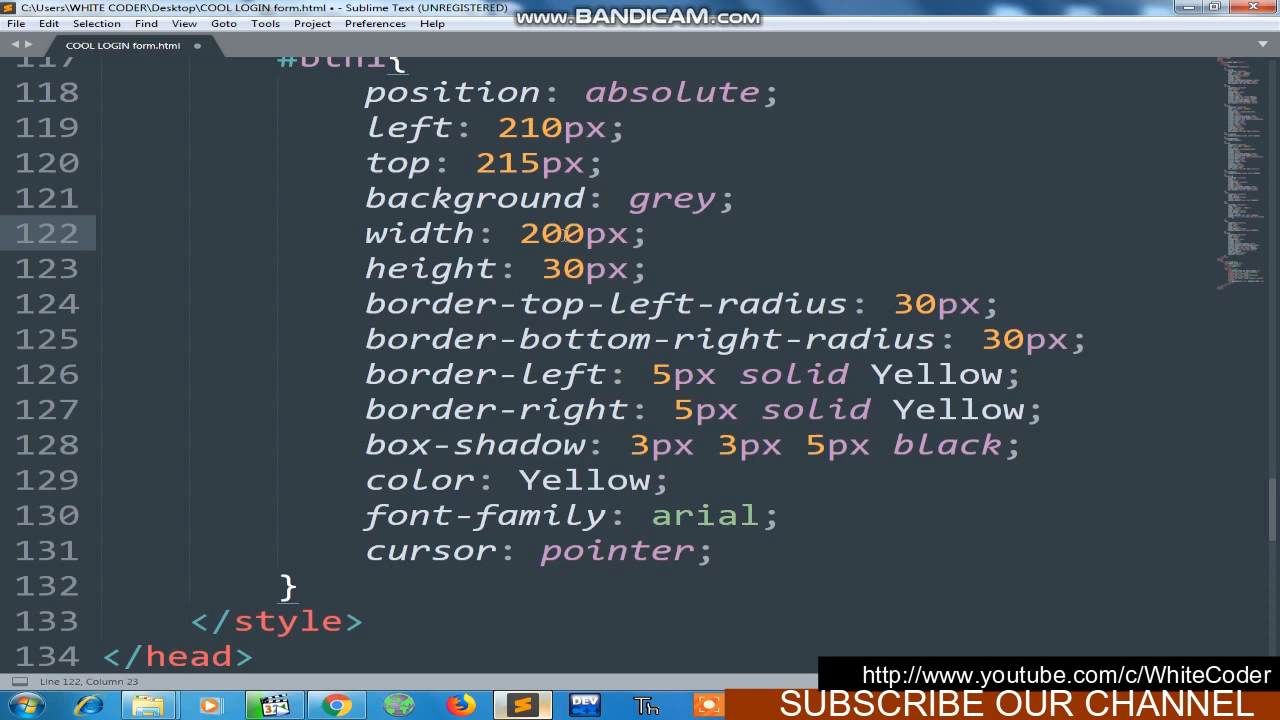 C:\Users\WHITE CODER\Desktop\COOL LOGIN form.html • - Sublime Text (UNREGISTERED)
www.BANDICAM.com
File Edit Selection Find View Goto Tools Project Preferences Help
COOL LOGIN form.html
117 #btn1{
118 position: absolute;
119 left: 210px;
120 top: 215px;
121 background: grey;
122 width: 200px;
123 height: 30px;
124 border-top-left-radius: 30px;
125 border-bottom-right-radius: 30px;
126 border-left: 5px solid Yellow;
127 border-right: 5px solid Yellow;
128 box-shadow: 3px 3px 5px black;
129 color: Yellow;
130 font-family: arial;
131 cursor: pointer;
132 }
133 </style>
134 </head>
Line 122, Column 23
http://www.youtube.com/c/WhiteCoder
SUBSCRIBE OUR CHANNEL
DEV
Th